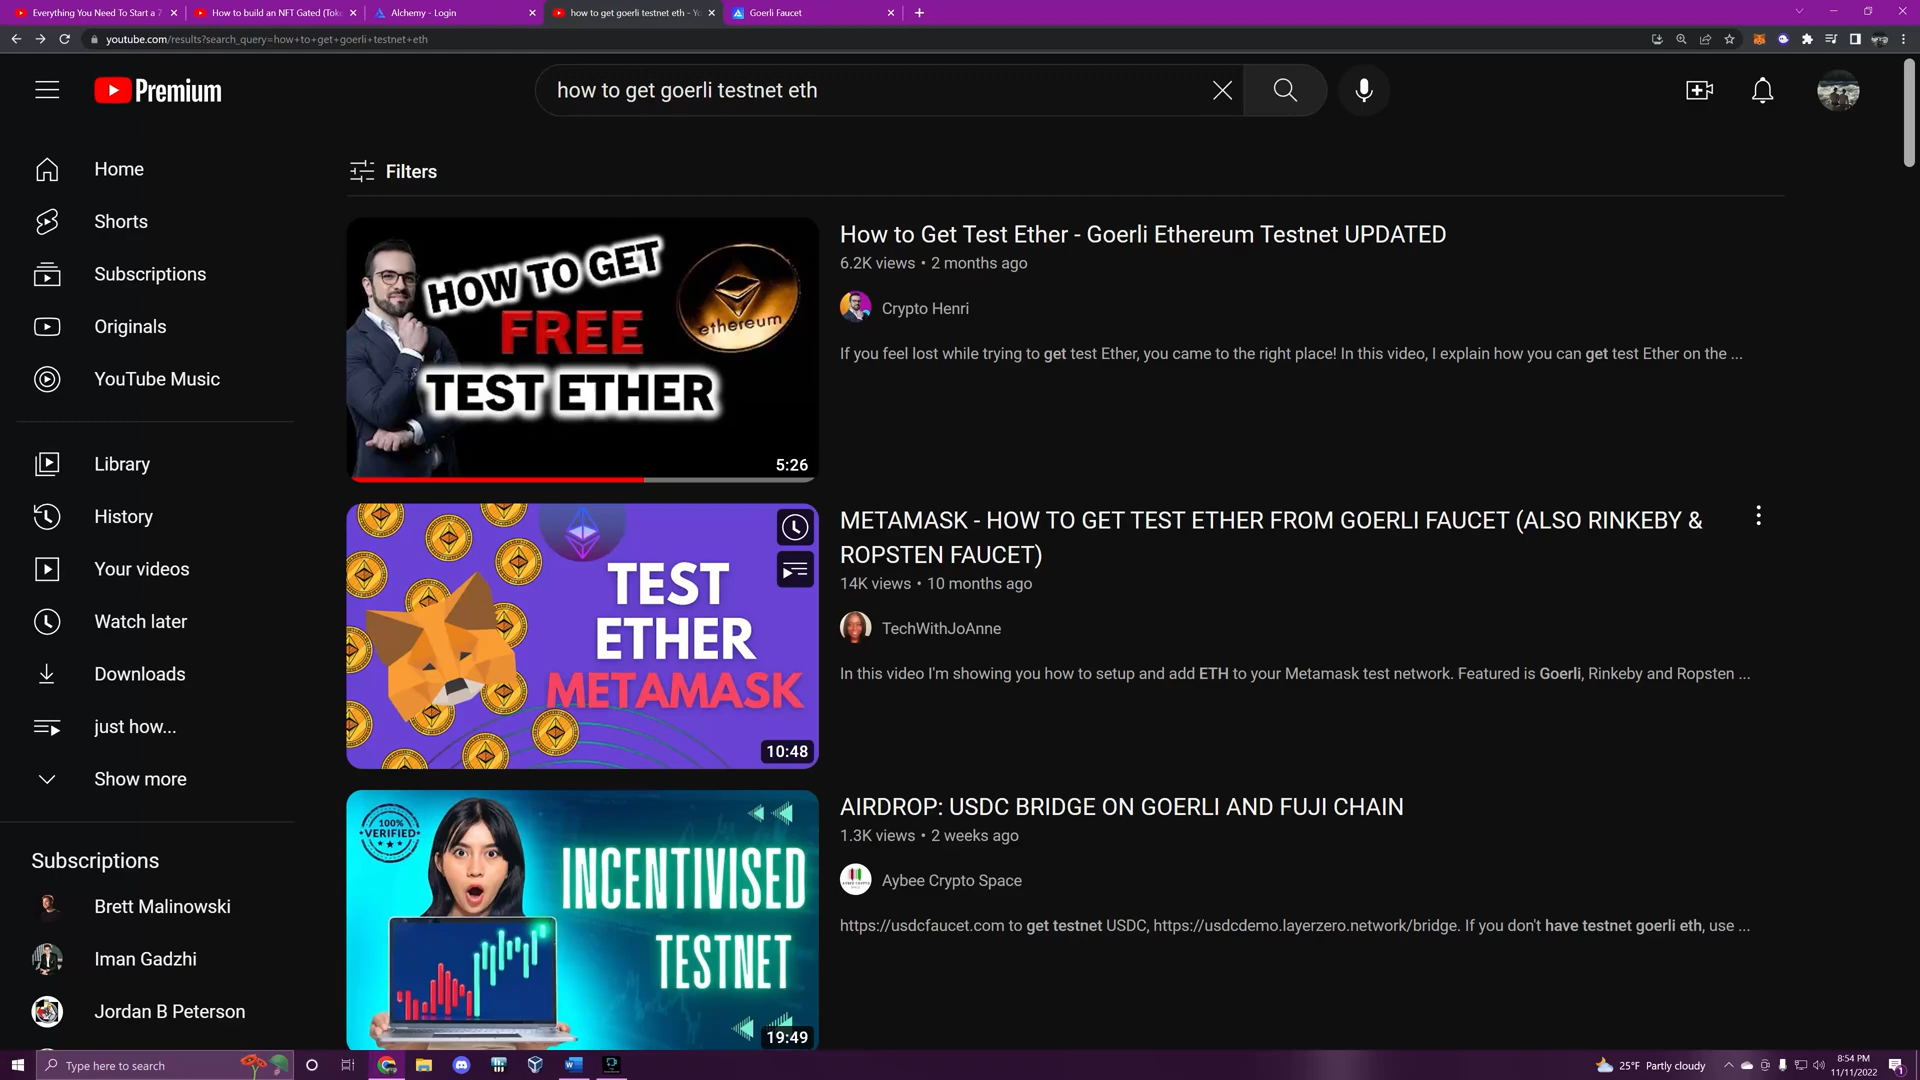 Everything You Need To Start a 7
How to build an NFT Gated (Tok
Alchemy - Login
how to get goerli testnet eth - Yo
Goerli Faucet
youtube.com/results?search_query=how+to+get+goerli+testnet+eth
Premium
how to get goerli testnet eth
Home
Shorts
Subscriptions
Originals
YouTube Music
Library
History
Your videos
Watch later
Downloads
just how...
Show more
Subscriptions
Brett Malinowski
Iman Gadzhi
Jordan B Peterson
Filters
HOW TO GET
FREE
TEST ETHER
ethereum
5:26
How to Get Test Ether - Goerli Ethereum Testnet UPDATED
6.2K views • 2 months ago
Crypto Henri
If you feel lost while trying to get test Ether, you came to the right place! In this video, I explain how you can get test Ether on the ...
TEST
ETHER
METAMASK
10:48
METAMASK - HOW TO GET TEST ETHER FROM GOERLI FAUCET (ALSO RINKEBY &
ROPSTEN FAUCET)
14K views • 10 months ago
TechWithJoAnne
In this video I'm showing you how to setup and add ETH to your Metamask test network. Featured is Goerli, Rinkeby and Ropsten ...
100%
VERIFIED
INCENTIVISED
TESTNET
19:49
AIRDROP: USDC BRIDGE ON GOERLI AND FUJI CHAIN
1.3K views • 2 weeks ago
Aybee Crypto Space
https://usdcfaucet.com to get testnet USDC, https://usdcdemo.layerzero.network/bridge. If you don't have testnet goerli eth, use ...
Type here to search
25°F Partly cloudy
8:54 PM
11/11/2022